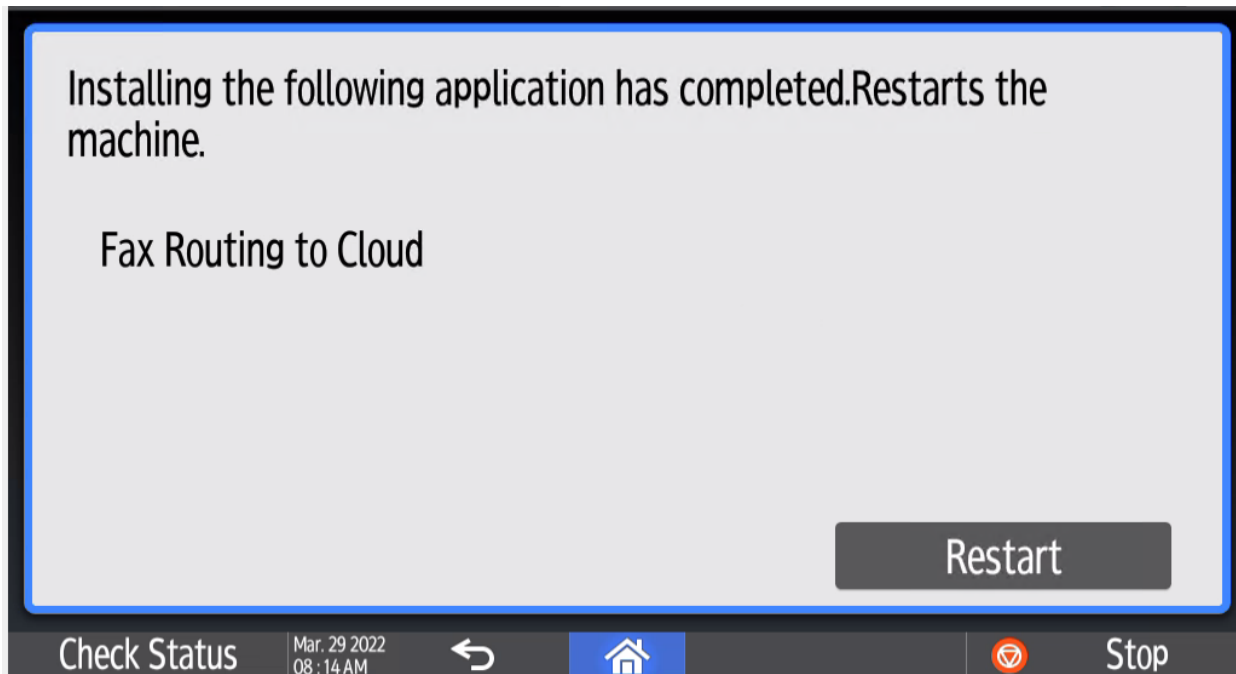 Installing the following application has completed.Restarts the
machine.
Fax Routing to Cloud
Restart
Check Status
Mar. 29 2022
08 : 14 AM
Stop